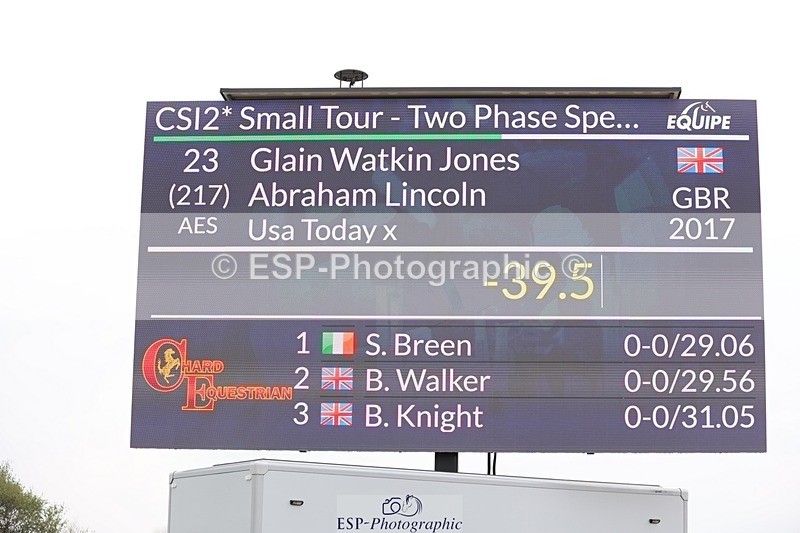 CSI2* Small Tour - Two Phase Spe...
EQUIPE
23 Glain Watkin Jones
(217) Abraham Lincoln GBR
AES Usa Today x 2017
© ESP-Photographic ©
-39.5
1 S. Breen 0-0/29.06
2 B. Walker 0-0/29.56
3 B. Knight 0-0/31.05
CHARD
EQUESTRIAN
ESP-Photographic